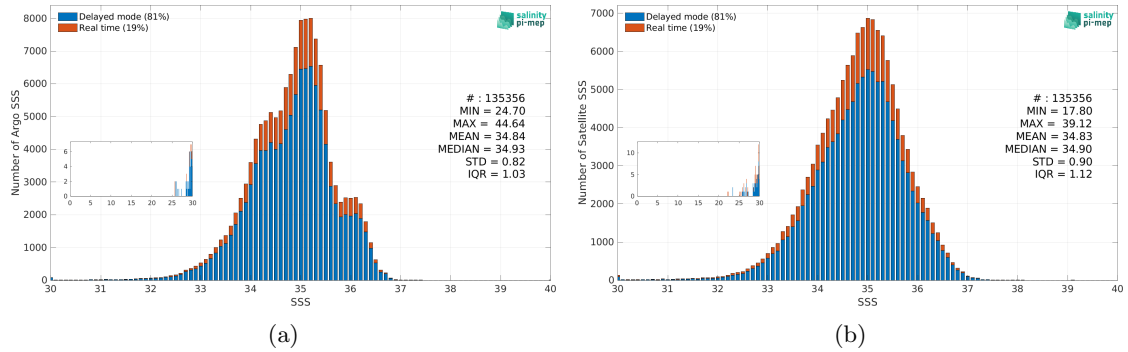 Delayed mode (81%)
Real time (19%)
salinity
pi-mep
# : 135356
MIN = 24.70
MAX = 44.64
MEAN = 34.84
MEDIAN = 34.93
STD = 0.82
IQR = 1.03
Number of Argo SSS
8000
7000
6000
5000
4000
3000
2000
1000
0
6
4
2
0
0 5 10 15 20 25 30
30 31 32 33 34 35 36 37 38 39 40
SSS
(a)
Delayed mode (81%)
Real time (19%)
salinity
pi-mep
# : 135356
MIN = 17.80
MAX = 39.12
MEAN = 34.83
MEDIAN = 34.90
STD = 0.90
IQR = 1.12
Number of Satellite SSS
7000
6000
5000
4000
3000
2000
1000
0
10
5
0
0 5 10 15 20 25 30
30 31 32 33 34 35 36 37 38 39 40
SSS
(b)